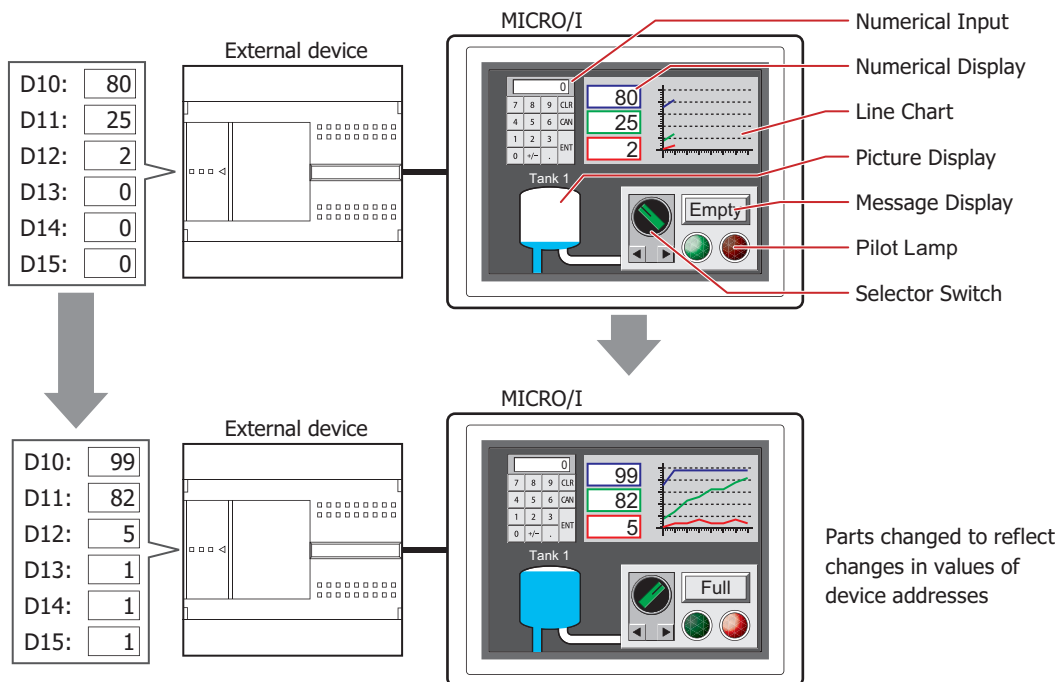 MICRO/I
External device
D10: 80
D11: 25
D12: 2
D13: 0
D14: 0
D15: 0
0
7 8 9 CLR
4 5 6 CAN
1 2 3
ENT
0 +/− .
80
25
2
Tank 1
Empty
Numerical Input
Numerical Display
Line Chart
Picture Display
Message Display
Pilot Lamp
Selector Switch
MICRO/I
External device
D10: 99
D11: 82
D12: 5
D13: 1
D14: 1
D15: 1
0
7 8 9 CLR
4 5 6 CAN
1 2 3
ENT
0 +/− .
99
82
5
Tank 1
Full
Parts changed to reflect
changes in values of
device addresses